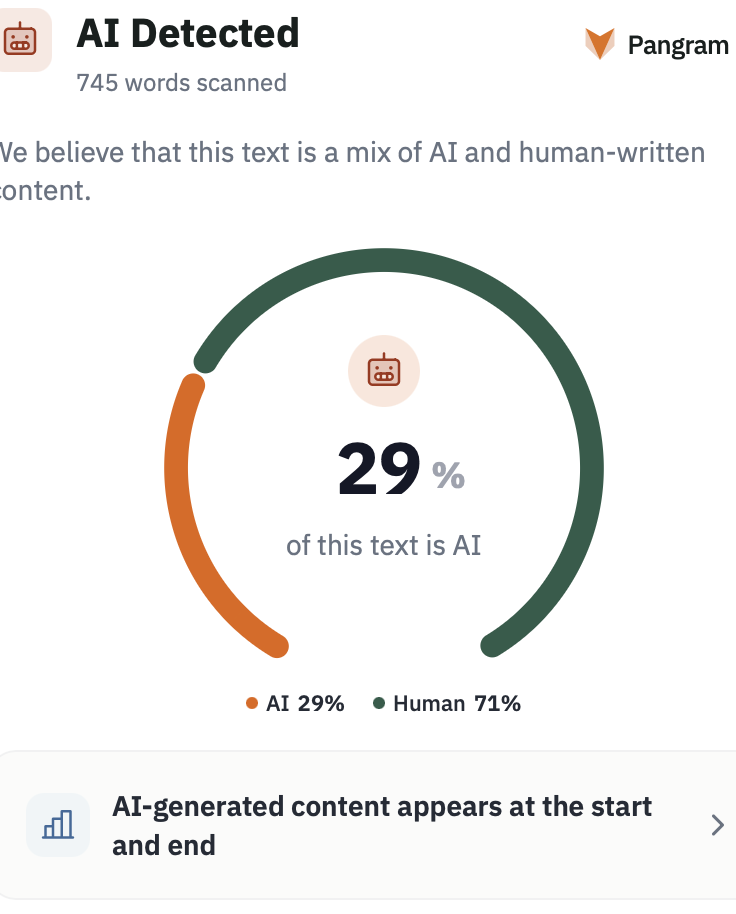 AI Detected
Pangram
745 words scanned
We believe that this text is a mix of AI and human-written
content.
29 %
of this text is AI
AI 29% Human 71%
AI-generated content appears at the start
and end